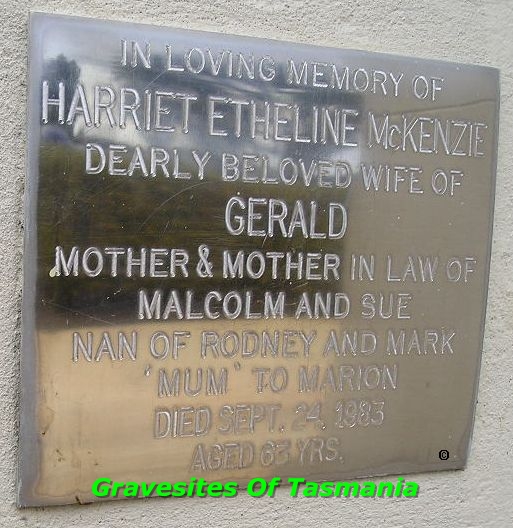 IN LOVING MEMORY OF
HARRIET ETHELINE McKENZIE
DEARLY BELOVED WIFE OF
GERALD
MOTHER & MOTHER IN LAW OF
MALCOLM AND SUE
NAN OF RODNEY AND MARK
'MUM' TO MARION
DIED SEPT. 24. 1983
AGED 63 YRS.
©
Gravesites Of Tasmania